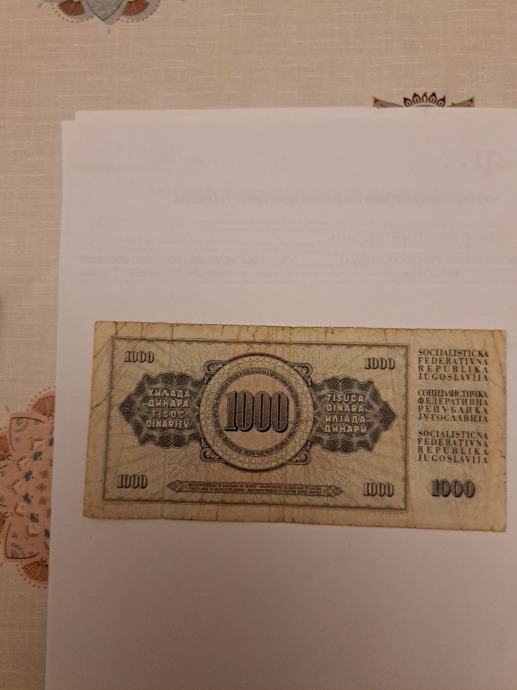 1000
1000
ХИЛАДА
ДИНАРА
TISOČ
DINARJEV
1000
TISUĆA
DINARA
ИЛЈАДА
ДИНАРИ
1000
1000
SOCIJALISTIČKA
FEDERATIVNA
REPUBLIKA
JUGOSLAVIJA
СОЦИЈАЛИСТИЧКА
ФЕДЕРАТИВНА
РЕПУБЛИКА
ЈУГОСЛАВИЈА
SOCIALISTIČNA
FEDERATIVNA
REPUBLIKA
JUGOSLAVIJA
1000